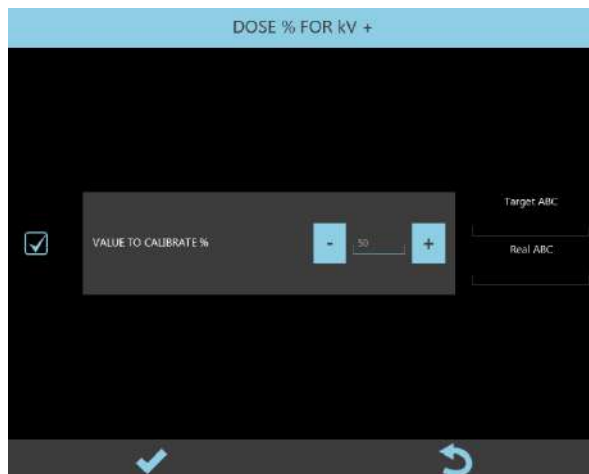 DOSE % FOR kV +
VALUE TO CALIBRATE %
-
50
+
Target ABC
Real ABC